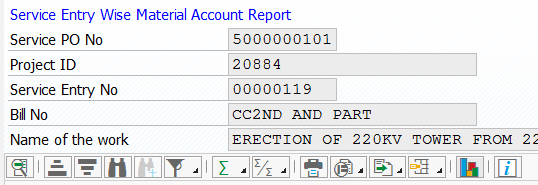 Service Entry Wise Material Account Report
Service PO No 5000000101
Project ID 20884
Service Entry No 00000119
Bill No CC2ND AND PART
Name of the work ERECTION OF 220KV TOWER FROM 22